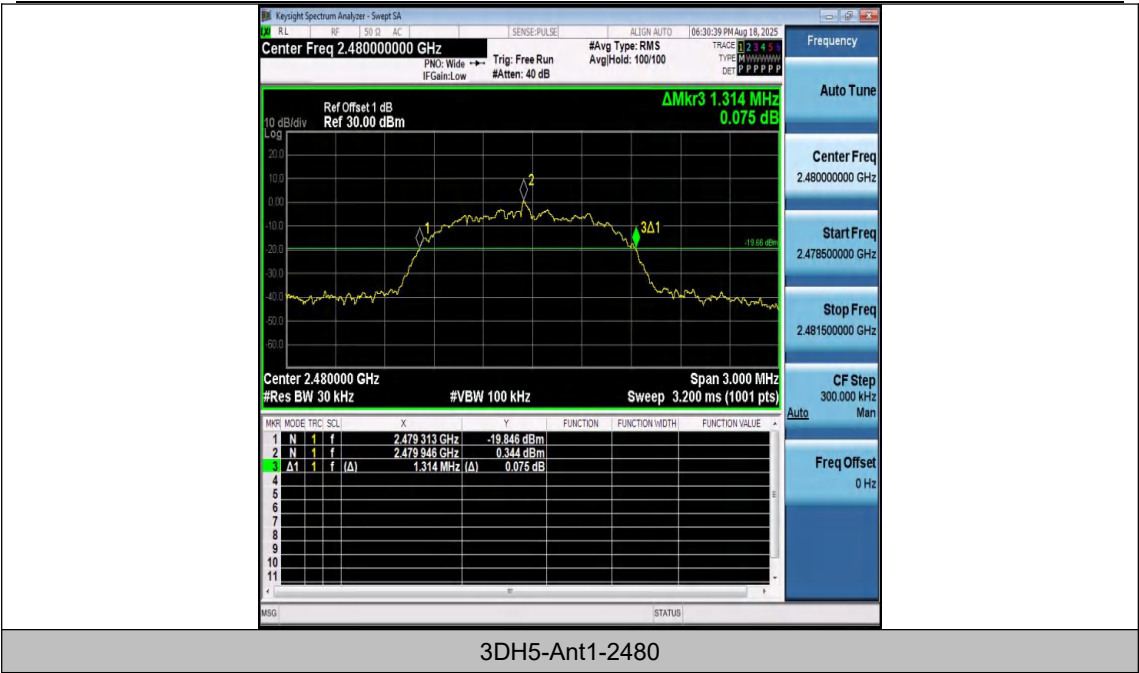 Keysight Spectrum Analyzer - Swept SA
RL RF 50 Ω AC SENSE:PULSE ALIGN AUTO 06:30:39 PM Aug 18, 2025
Center Freq 2.480000000 GHz #Avg Type: RMS TRACE 1 2 3 4 5 6
PNO: Wide Trig: Free Run Avg|Hold: 100/100 TYPE M WWWWW
IFGain:Low #Atten: 40 dB DET P P P P P P
Frequency
Auto Tune
Center Freq
2.480000000 GHz
Start Freq
2.478500000 GHz
Stop Freq
2.481500000 GHz
CF Step
300.000 kHz
Auto Man
Freq Offset
0 Hz
ΔMkr3 1.314 MHz
0.075 dB
Ref Offset 1 dB
10 dB/div Ref 30.00 dBm
Log
20.0
10.0
0.00
-10.0
-20.0
-30.0
-40.0
-50.0
-60.0
1
2
3Δ1
-19.66 dBm
Center 2.480000 GHz Span 3.000 MHz
#Res BW 30 kHz #VBW 100 kHz Sweep 3.200 ms (1001 pts)
MKR MODE TRC SCL X Y FUNCTION FUNCTION WIDTH FUNCTION VALUE
1 N 1 f 2.479 313 GHz -19.846 dBm
2 N 1 f 2.479 946 GHz 0.344 dBm
3 Δ1 1 f (Δ) 1.314 MHz (Δ) 0.075 dB
4
5
6
7
8
9
10
11
MSG STATUS
3DH5-Ant1-2480